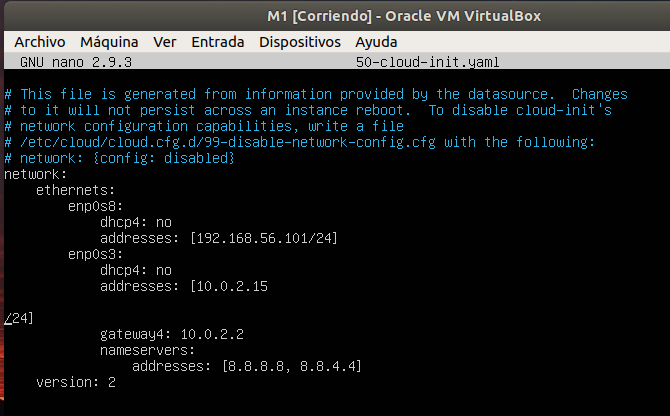 M1 [Corriendo] - Oracle VM VirtualBox
Archivo Máquina Ver Entrada Dispositivos Ayuda
GNU nano 2.9.3 50-cloud-init.yaml
# This file is generated from information provided by the datasource.  Changes
# to it will not persist across an instance reboot.  To disable cloud-init's
# network configuration capabilities, write a file
# /etc/cloud/cloud.cfg.d/99-disable-network-config.cfg with the following:
# network: {config: disabled}
network:
    ethernets:
        enp0s8:
            dhcp4: no
            addresses: [192.168.56.101/24]
        enp0s3:
            dhcp4: no
            addresses: [10.0.2.15
/24]
            gateway4: 10.0.2.2
            nameservers:
                addresses: [8.8.8.8, 8.8.4.4]
    version: 2